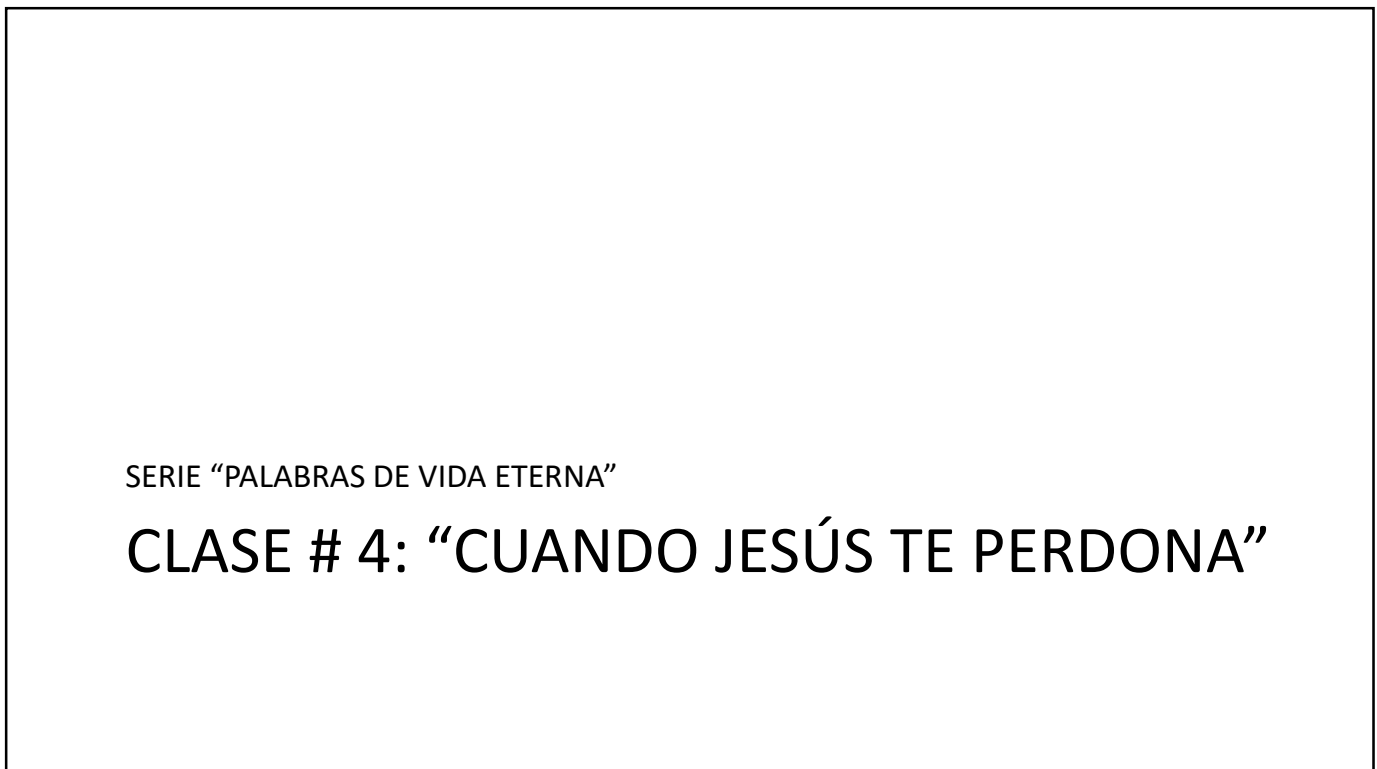 SERIE “PALABRAS DE VIDA ETERNA”
CLASE # 4: “CUANDO JESÚS TE PERDONA”